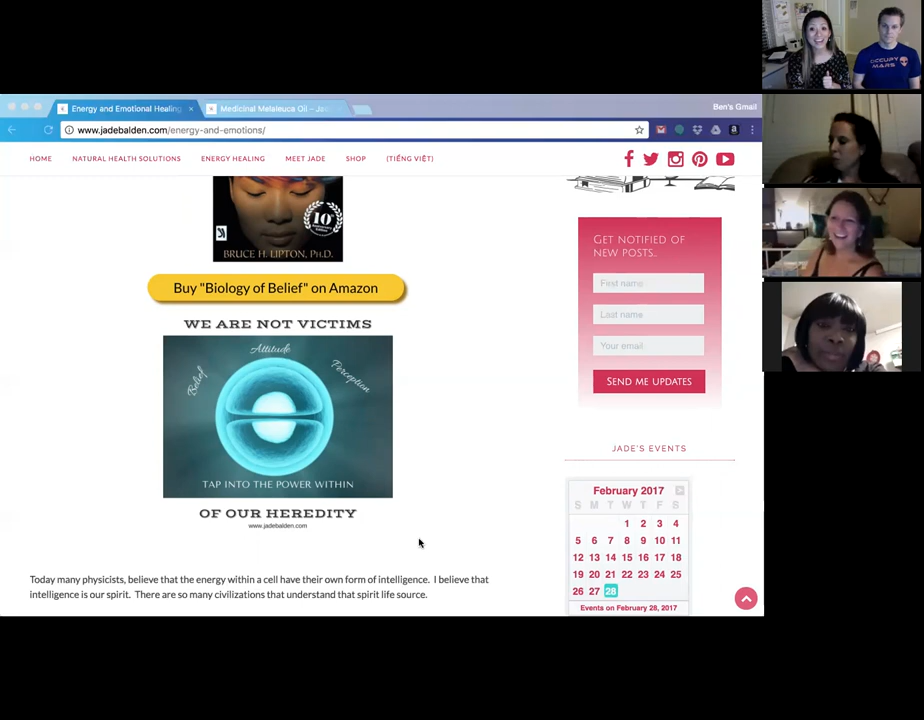 Energy and Emotional Healing
Medicinal Melaleuca Oil – Ja
Ben's Gmail
www.jadebalden.com/energy-and-emotions/
HOME
NATURAL HEALTH SOLUTIONS
ENERGY HEALING
MEET JADE
SHOP
(TIẾNG VIỆT)
10th
BRUCE H. LIPTON, PH.D.
Buy "Biology of Belief" on Amazon
WE ARE NOT VICTIMS
Attitude
Belief
Perception
TAP INTO THE POWER WITHIN
OF OUR HEREDITY
www.jadebalden.com
Today many physicists, believe that the energy within a cell have their own form of intelligence. I believe that
intelligence is our spirit. There are so many civilizations that understand that spirit life source.
GET NOTIFIED OF
NEW POSTS..
First name
Last name
Your email
SEND ME UPDATES
JADE'S EVENTS
February 2017
S M T W T F S
1 2 3 4
5 6 7 8 9 10 11
12 13 14 15 16 17 18
19 20 21 22 23 24 25
26 27 28
Events on February 28, 2017
OCCUPY
MARS